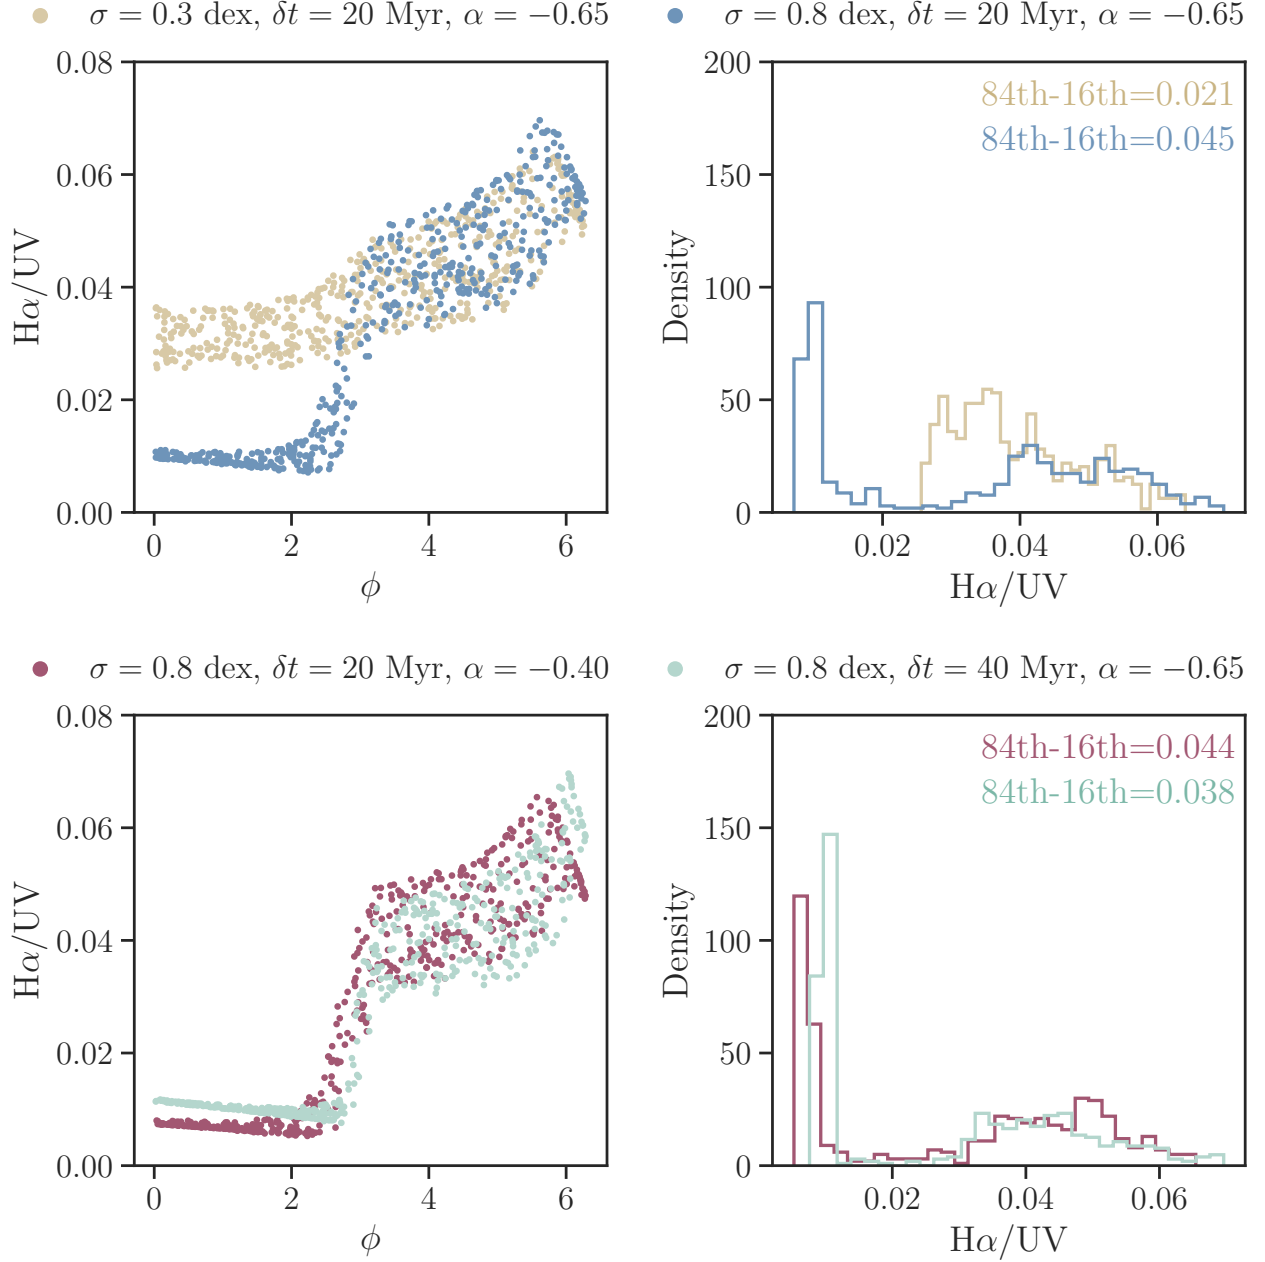 σ = 0.3 dex, δt = 20 Myr, α = −0.65
σ = 0.8 dex, δt = 20 Myr, α = −0.65
0.08
0.06
0.04
0.02
0.00
Hα/UV
0 2 4 6
ϕ
84th-16th=0.021
84th-16th=0.045
200
150
100
50
0
Density
0.02 0.04 0.06
Hα/UV
σ = 0.8 dex, δt = 20 Myr, α = −0.40
σ = 0.8 dex, δt = 40 Myr, α = −0.65
0.08
0.06
0.04
0.02
0.00
Hα/UV
0 2 4 6
ϕ
84th-16th=0.044
84th-16th=0.038
200
150
100
50
0
Density
0.02 0.04 0.06
Hα/UV